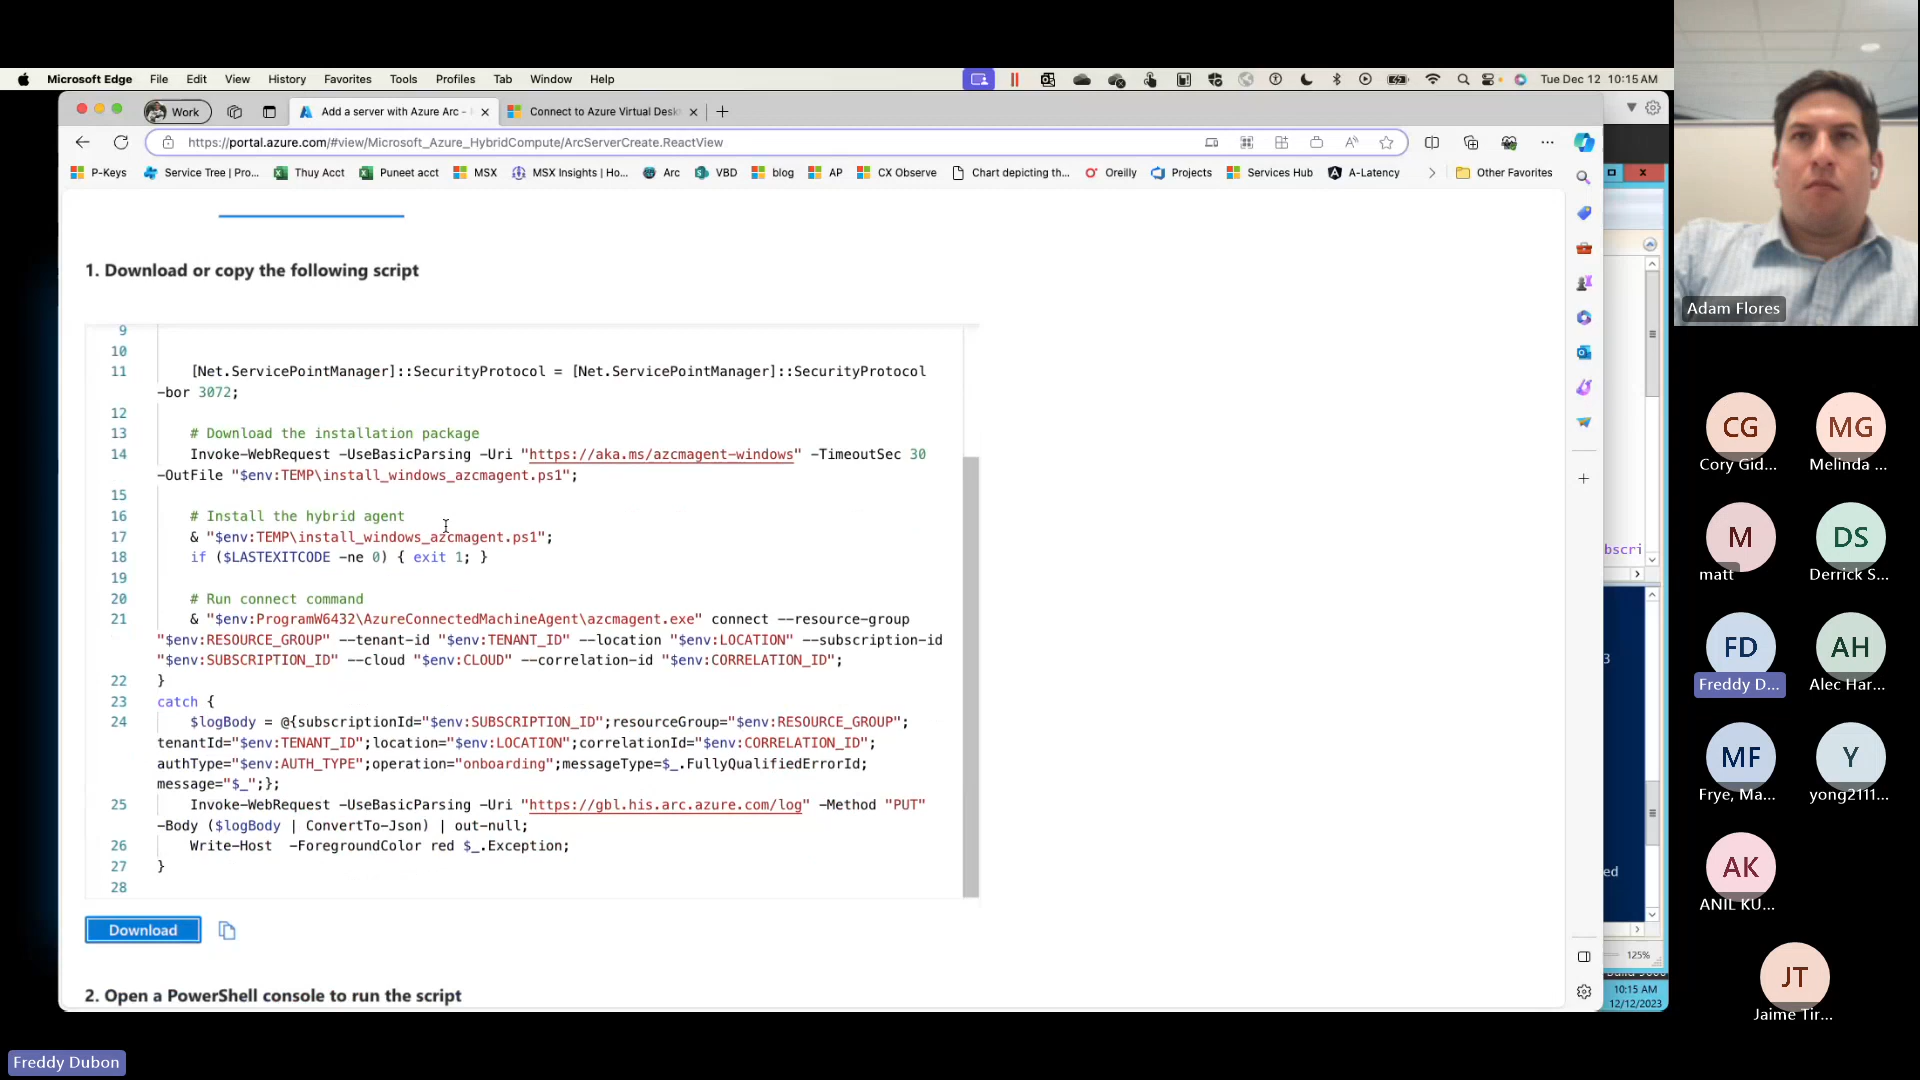 Microsoft Edge File Edit View History Favorites Tools Tab Profiles Window Help Tue Dec 12 10:15 AM
Work Add a server with Azure Arc - Connect to Azure Virtual Desk
https://portal.azure.com/#view/Microsoft_Azure_HybridCompute/ArcServerCreate.ReactView
P-Keys Service Tree | Pro... Thuy Acct Puneet acct MSX MSX Insights | Ho... Arc VBD blog AP CX Observe Chart depicting th... Oreilly Projects Services Hub A-Latency Other Favorites
1. Download or copy the following script
9
10
11 [Net.ServicePointManager]::SecurityProtocol = [Net.ServicePointManager]::SecurityProtocol
-bor 3072;
12
13 # Download the installation package
14 Invoke-WebRequest -UseBasicParsing -Uri "https://aka.ms/azcmagent-windows" -TimeoutSec 30
-OutFile "$env:TEMP\install_windows_azcmagent.ps1";
15
16 # Install the hybrid agent
17 & "$env:TEMP\install_windows_azcmagent.ps1";
18 if ($LASTEXITCODE -ne 0) { exit 1; }
19
20 # Run connect command
21 & "$env:ProgramW6432\AzureConnectedMachineAgent\azcmagent.exe" connect --resource-group
"$env:RESOURCE_GROUP" --tenant-id "$env:TENANT_ID" --location "$env:LOCATION" --subscription-id
"$env:SUBSCRIPTION_ID" --cloud "$env:CLOUD" --correlation-id "$env:CORRELATION_ID";
22 }
23 catch {
24 $logBody = @{subscriptionId="$env:SUBSCRIPTION_ID";resourceGroup="$env:RESOURCE_GROUP";
tenantId="$env:TENANT_ID";location="$env:LOCATION";correlationId="$env:CORRELATION_ID";
authType="$env:AUTH_TYPE";operation="onboarding";messageType=$_.FullyQualifiedErrorId;
message="$_";};
25 Invoke-WebRequest -UseBasicParsing -Uri "https://gbl.his.arc.azure.com/log" -Method "PUT"
-Body ($logBody | ConvertTo-Json) | out-null;
26 Write-Host -ForegroundColor red $_.Exception;
27 }
28
Download
2. Open a PowerShell console to run the script
bscri
3
ed
125%
10:15 AM
12/12/2023
Adam Flores
CG MG
Cory Gid... Melinda ...
M DS
matt Derrick S...
FD AH
Freddy D... Alec Har...
MF Y
Frye, Ma... yong2111...
AK
ANIL KU...
JT
Jaime Tir...
Freddy Dubon